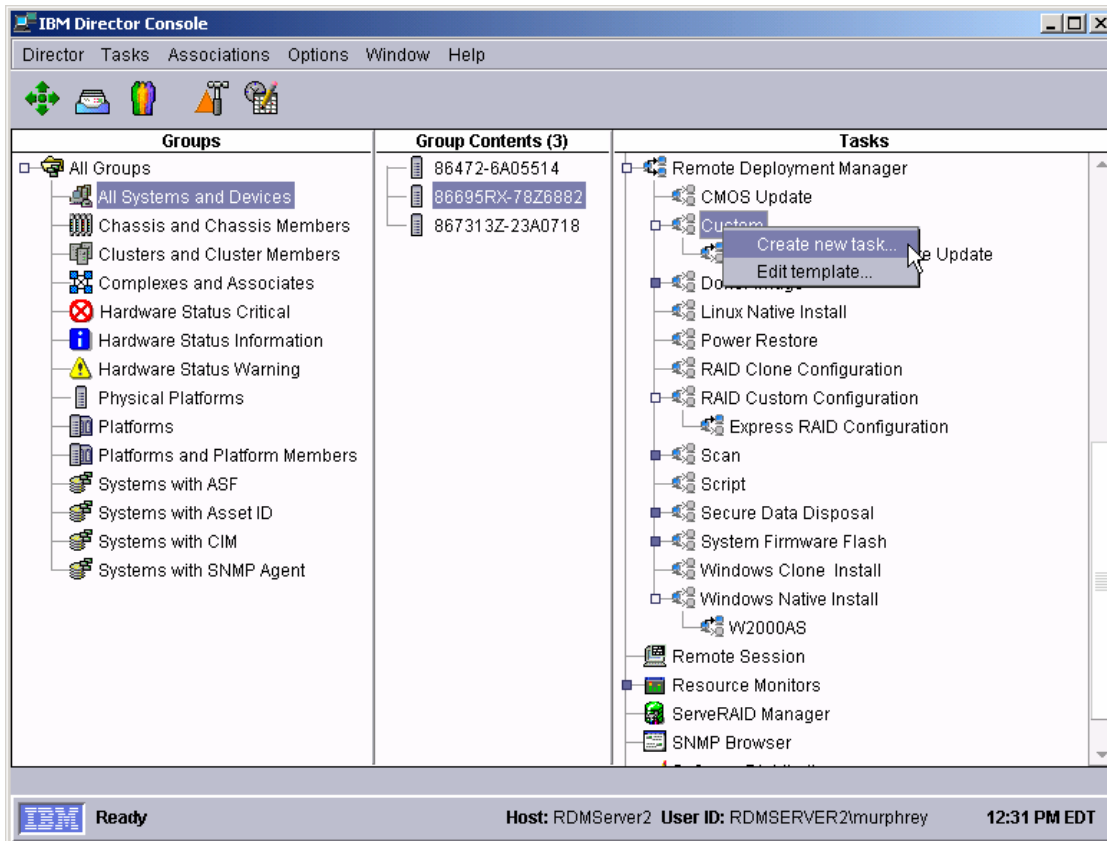 IBM Director Console
Director Tasks Associations Options Window Help
Groups
All Groups
All Systems and Devices
Chassis and Chassis Members
Clusters and Cluster Members
Complexes and Associates
Hardware Status Critical
Hardware Status Information
Hardware Status Warning
Physical Platforms
Platforms
Platforms and Platform Members
Systems with ASF
Systems with Asset ID
Systems with CIM
Systems with SNMP Agent
Group Contents (3)
86472-6A05514
86695RX-78Z6882
867313Z-23A0718
Tasks
Remote Deployment Manager
CMOS Update
Custom
Create new task...
Edit template...
Update
Linux Native Install
Power Restore
RAID Clone Configuration
RAID Custom Configuration
Express RAID Configuration
Scan
Script
Secure Data Disposal
System Firmware Flash
Windows Clone Install
Windows Native Install
W2000AS
Remote Session
Resource Monitors
ServeRAID Manager
SNMP Browser
IBM Ready Host: RDMServer2 User ID: RDMSERVER2\murphrey 12:31 PM EDT